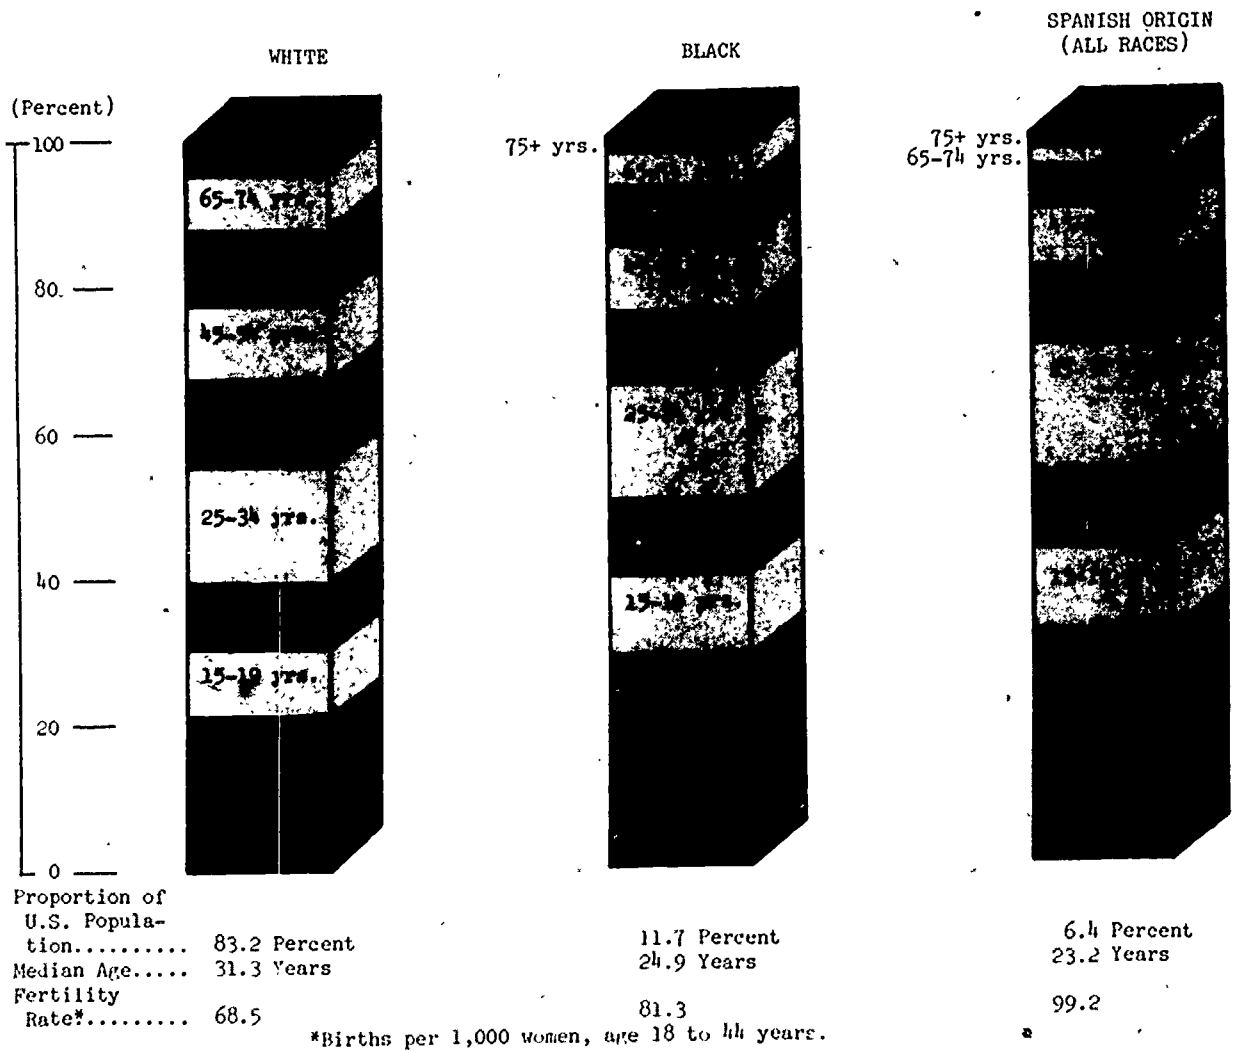 SPANISH ORIGIN
(ALL RACES)
WHITE
BLACK
(Percent)
100
80
60
40
20
0
65-74 yrs.
25-34 yrs.
15-19 yrs.
75+ yrs.
15-19 yrs.
75+ yrs.
65-74 yrs.
Proportion of
U.S. Popula-
tion.......... 83.2 Percent 11.7 Percent 6.4 Percent
Median Age..... 31.3 Years 24.9 Years 23.2 Years
Fertility
Rate*.......... 68.5 81.3 99.2
*Births per 1,000 women, age 18 to 44 years.